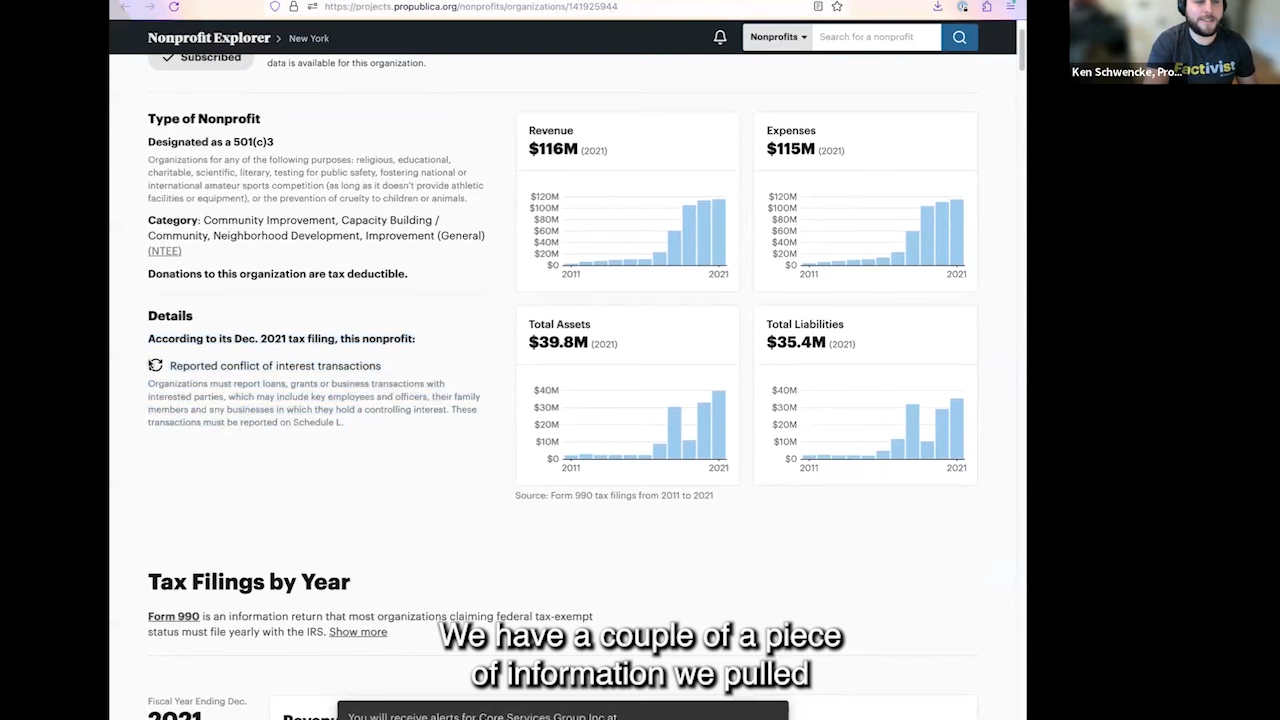 https://projects.propublica.org/nonprofits/organizations/141925944
Nonprofit Explorer > New York
Nonprofits
Search for a nonprofit
Subscribed
data is available for this organization.
Ken Schwencke, Pro...
Factivist
Type of Nonprofit
Designated as a 501(c)3
Organizations for any of the following purposes: religious, educational,
charitable, scientific, literary, testing for public safety, fostering national or
international amateur sports competition (as long as it doesn't provide athletic
facilities or equipment), or the prevention of cruelty to children or animals.
Category: Community Improvement, Capacity Building /
Community, Neighborhood Development, Improvement (General)
(NTEE)
Donations to this organization are tax deductible.
Details
According to its Dec. 2021 tax filing, this nonprofit:
Reported conflict of interest transactions
Organizations must report loans, grants or business transactions with
interested parties, which may include key employees and officers, their family
members and any businesses in which they hold a controlling interest. These
transactions must be reported on Schedule L.
Revenue
$116M (2021)
$120M
$100M
$80M
$60M
$40M
$20M
$0
2011
2021
Expenses
$115M (2021)
$120M
$100M
$80M
$60M
$40M
$20M
$0
2011
2021
Total Assets
$39.8M (2021)
$40M
$30M
$20M
$10M
$0
2011
2021
Total Liabilities
$35.4M (2021)
$40M
$30M
$20M
$10M
$0
2011
2021
Source: Form 990 tax filings from 2011 to 2021
Tax Filings by Year
Form 990 is an information return that most organizations claiming federal tax-exempt
status must file yearly with the IRS. Show more
We have a couple of a piece
of information we pulled
Fiscal Year Ending Dec.
2021
Revenue
You will receive alerts for Core Services Group Inc at